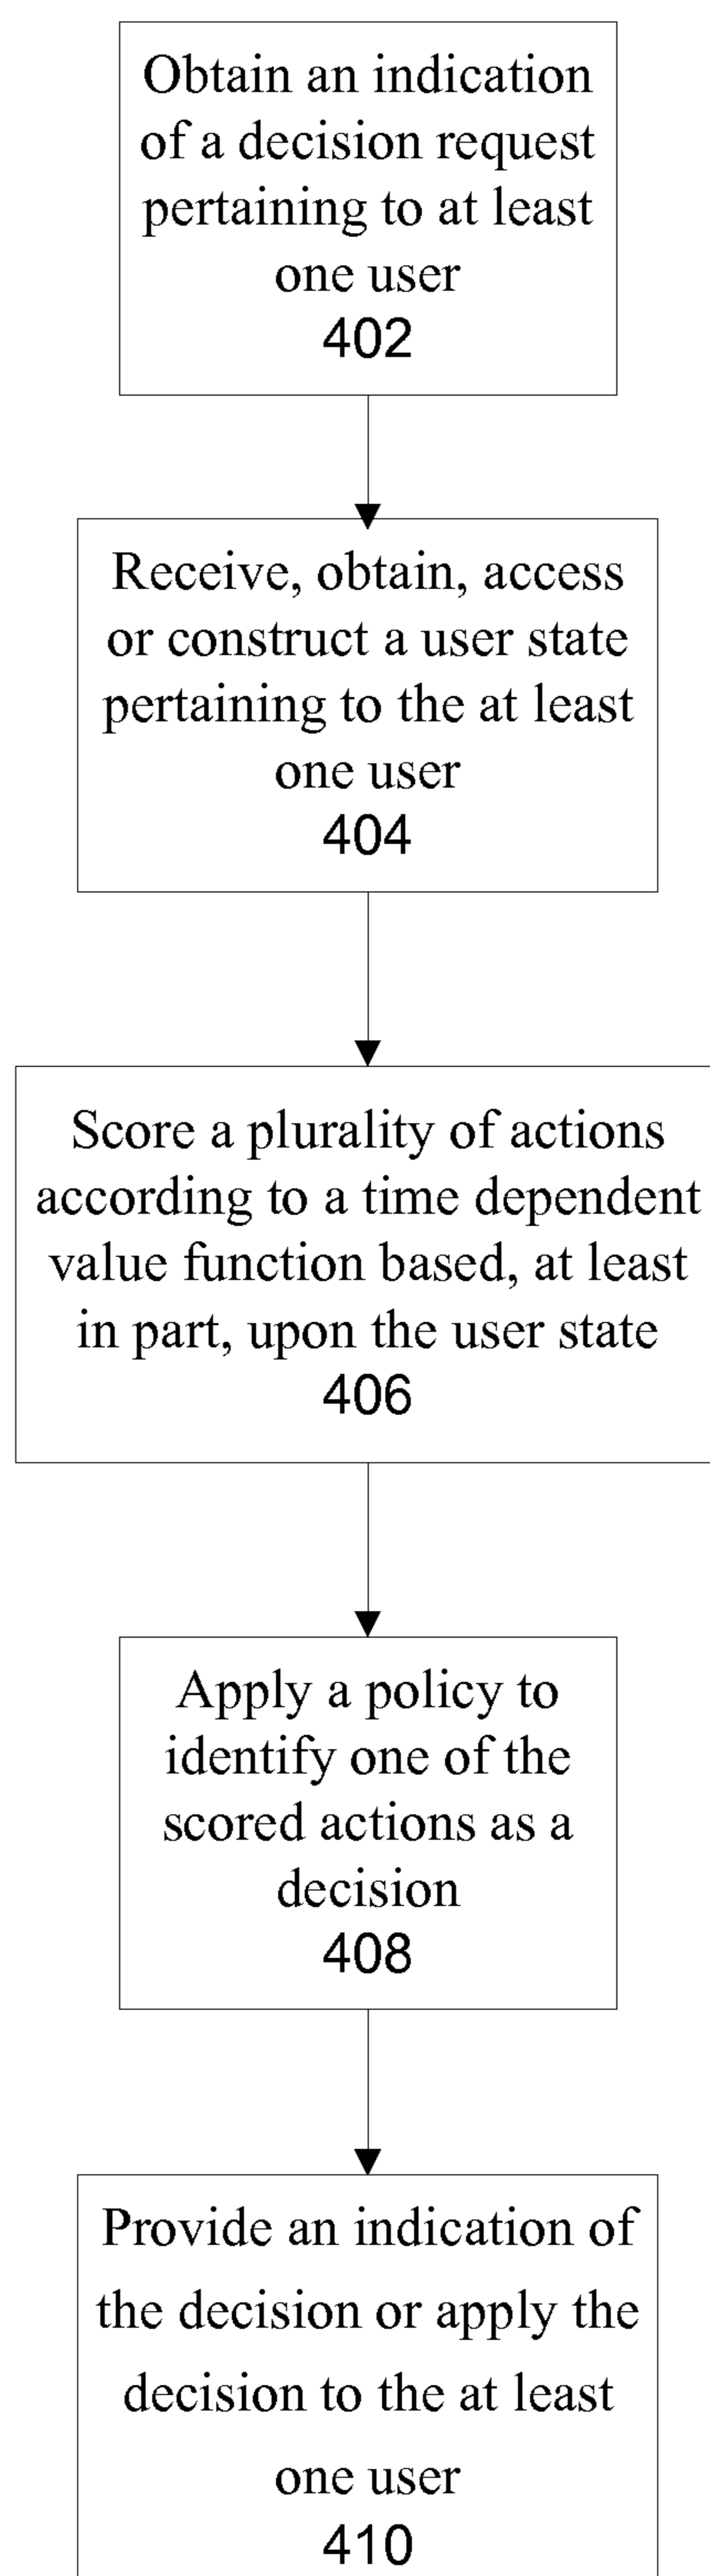 Obtain an indication
of a decision request
pertaining to at least
one user
402
Receive, obtain, access
or construct a user state
pertaining to the at least
one user
404
Score a plurality of actions
according to a time dependent
value function based, at least
in part, upon the user state
406
Apply a policy to
identify one of the
scored actions as a
decision
408
Provide an indication of
the decision or apply the
decision to the at least
one user
410